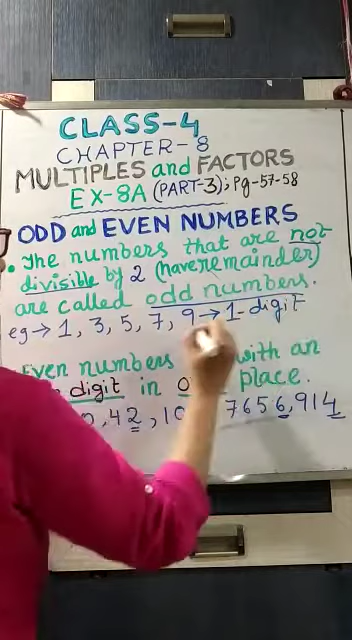 CLASS-4
CHAPTER-8
MULTIPLES and FACTORS
EX-8A (PART-3); Pg-57-58
ODD and EVEN NUMBERS
• The numbers that are not
divisible by 2 (have remainder)
are called odd numbers.
eg → 1, 3, 5, 7, 9 → 1-digit
Even numbers with an
digit in place.
0, 42, 10 7656, 914